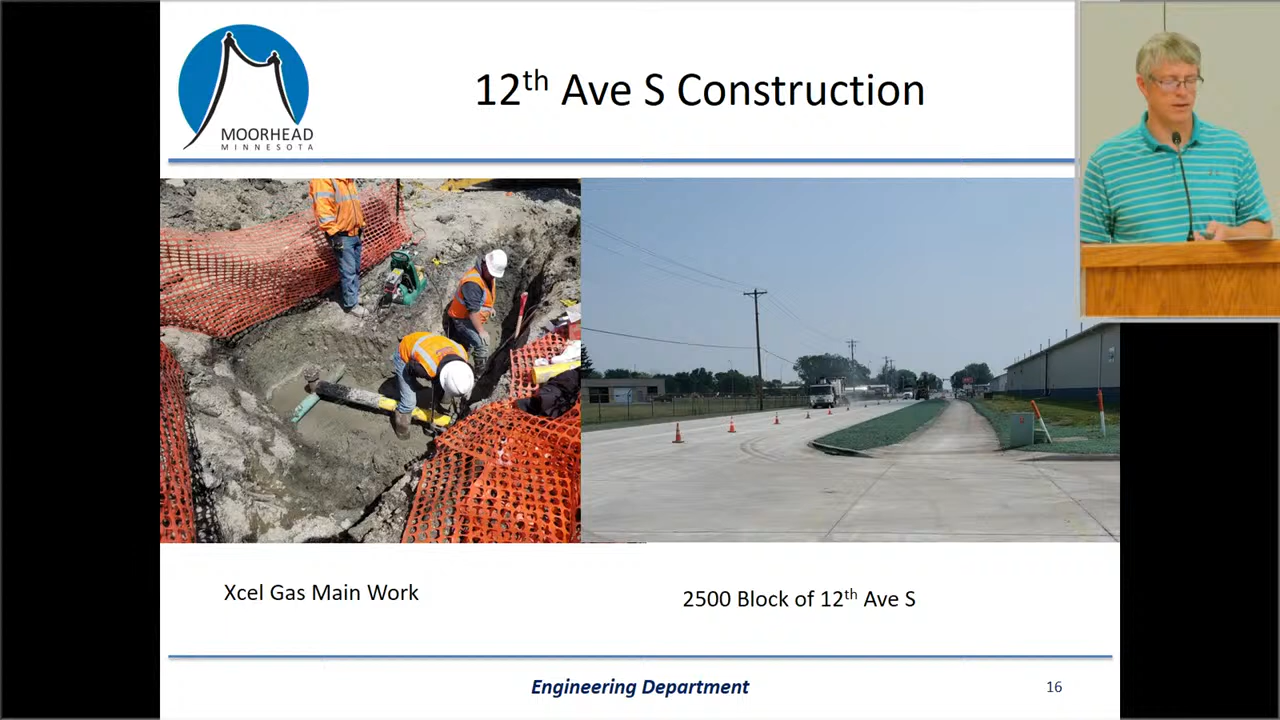 12th Ave S Construction
MOORHEAD
MINNESOTA
Xcel Gas Main Work
2500 Block of 12th Ave S
Engineering Department
16